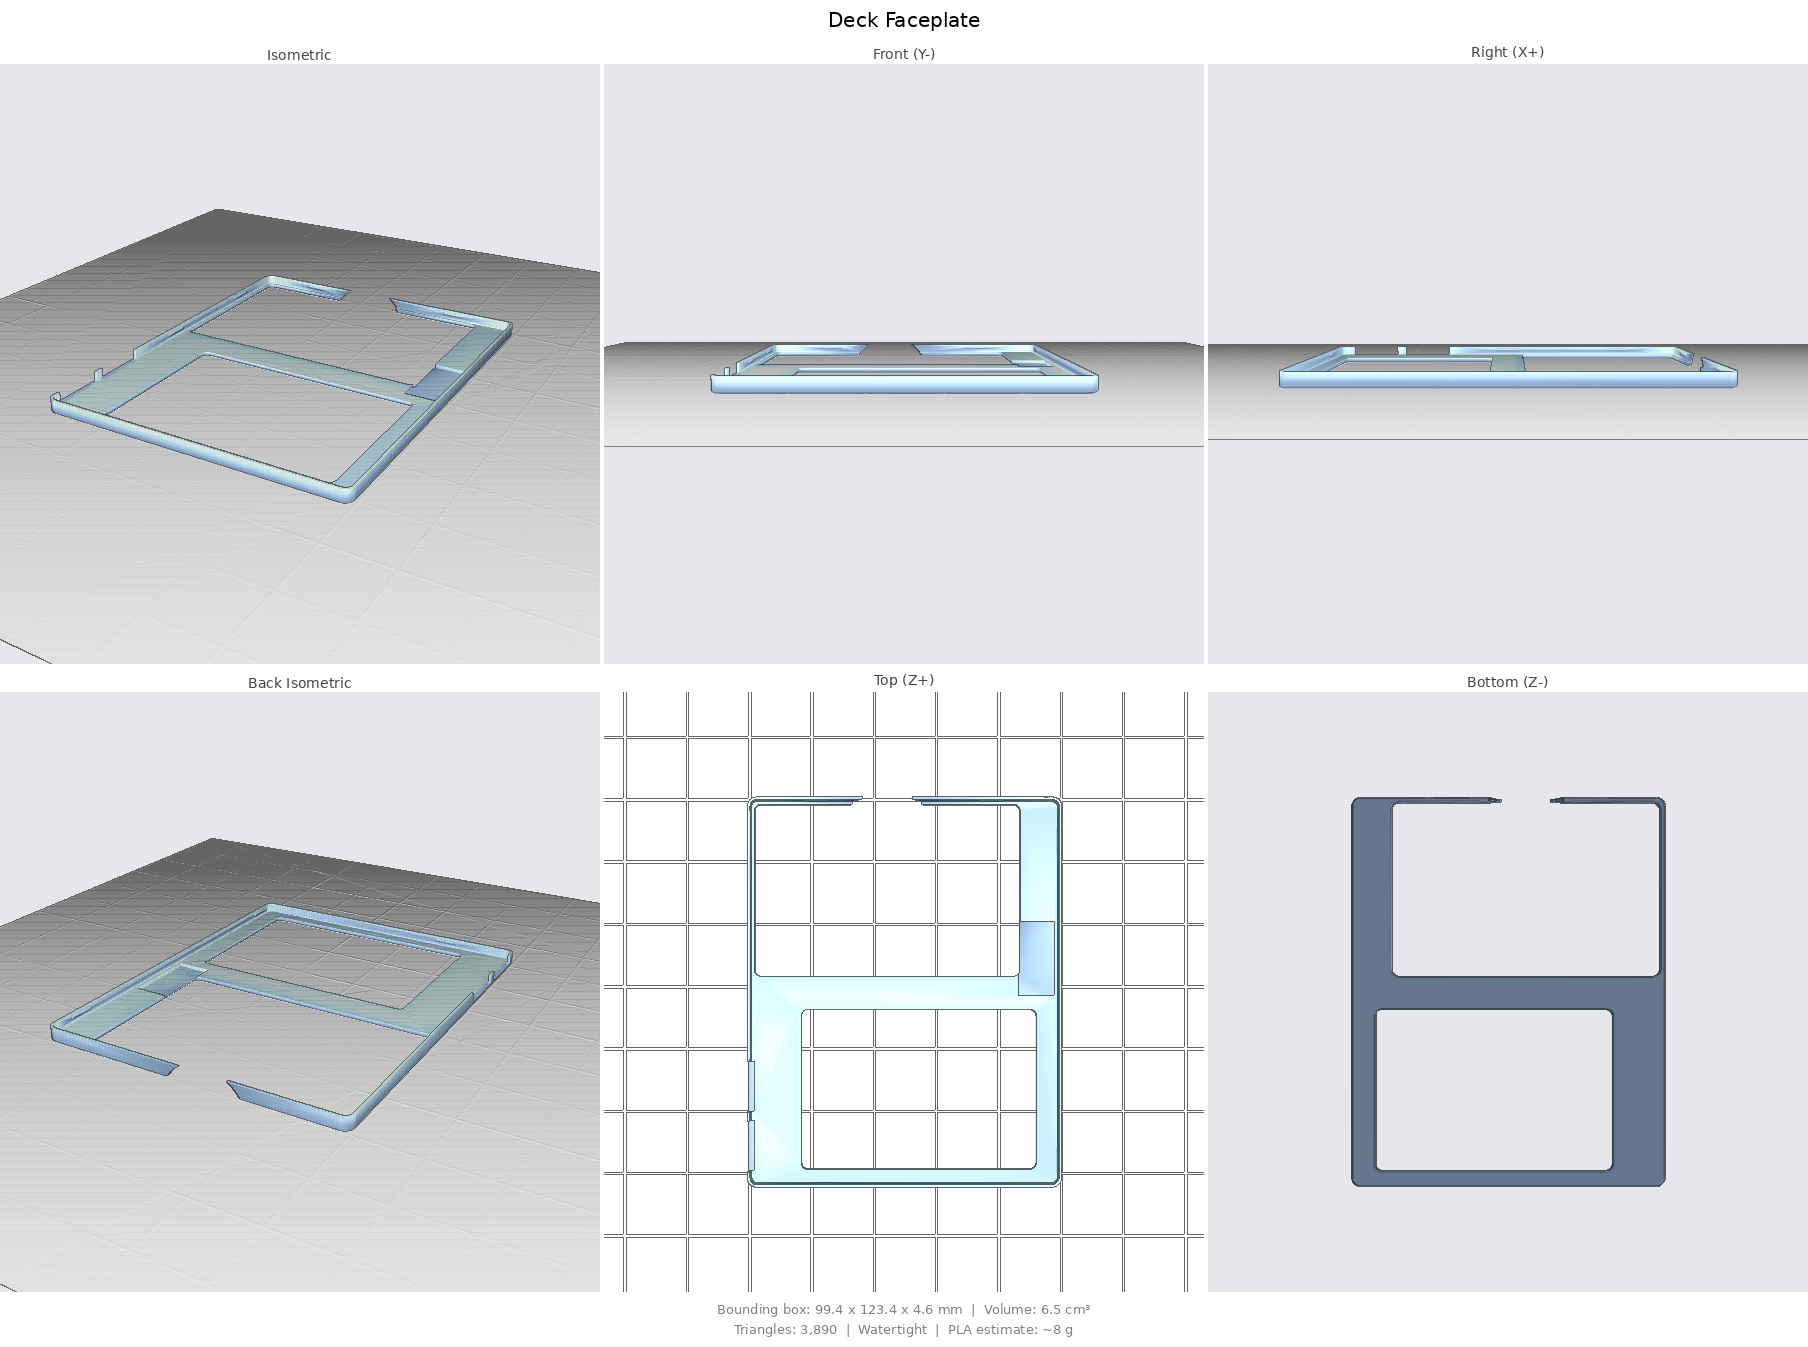 Deck Faceplate
Isometric
Front (Y-)
Right (X+)
Back Isometric
Top (Z+)
Bottom (Z-)
Bounding box: 99.4 x 123.4 x 4.6 mm | Volume: 6.5 cm³
Triangles: 3,890 | Watertight | PLA estimate: ~8 g